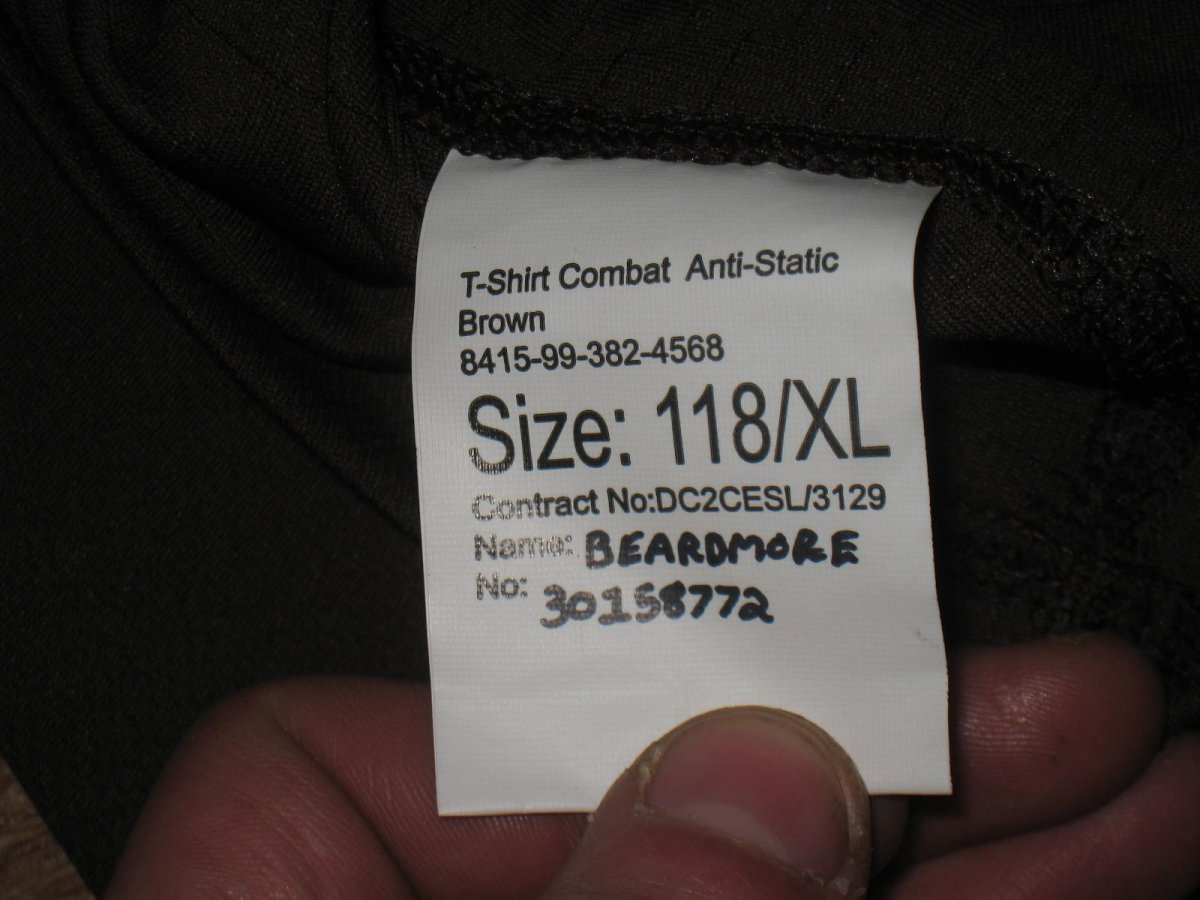 T-Shirt Combat Anti-Static
Brown
8415-99-382-4568
Size: 118/XL
Contract No:DC2CESL/3129
Name: BEARDMORE
No: 30158772